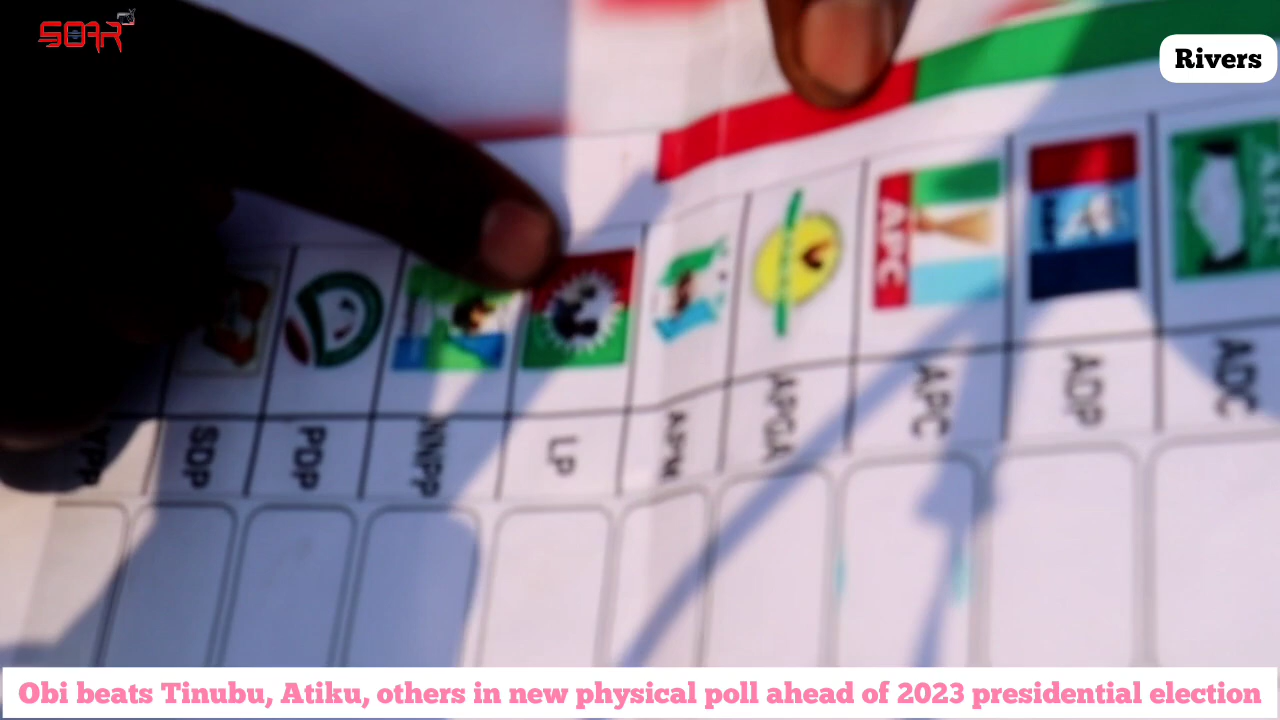 SOAR
Rivers
APC
YPP
SDP
PDP
NNPP
LP
APM
APGA
APC
ADP
ADC
Obi beats Tinubu, Atiku, others in new physical poll ahead of 2023 presidential election